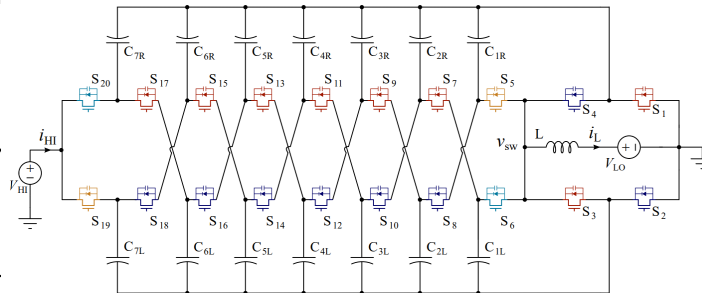 C7R C6R C5R C4R C3R C2R C1R
S20 S17 S15 S13 S11 S9 S7 S5
S4 S1
iHI vsw L iL
VHI VLO
S19 S18 S16 S14 S12 S10 S8 S6 S3 S2
C7L C6L C5L C4L C3L C2L C1L